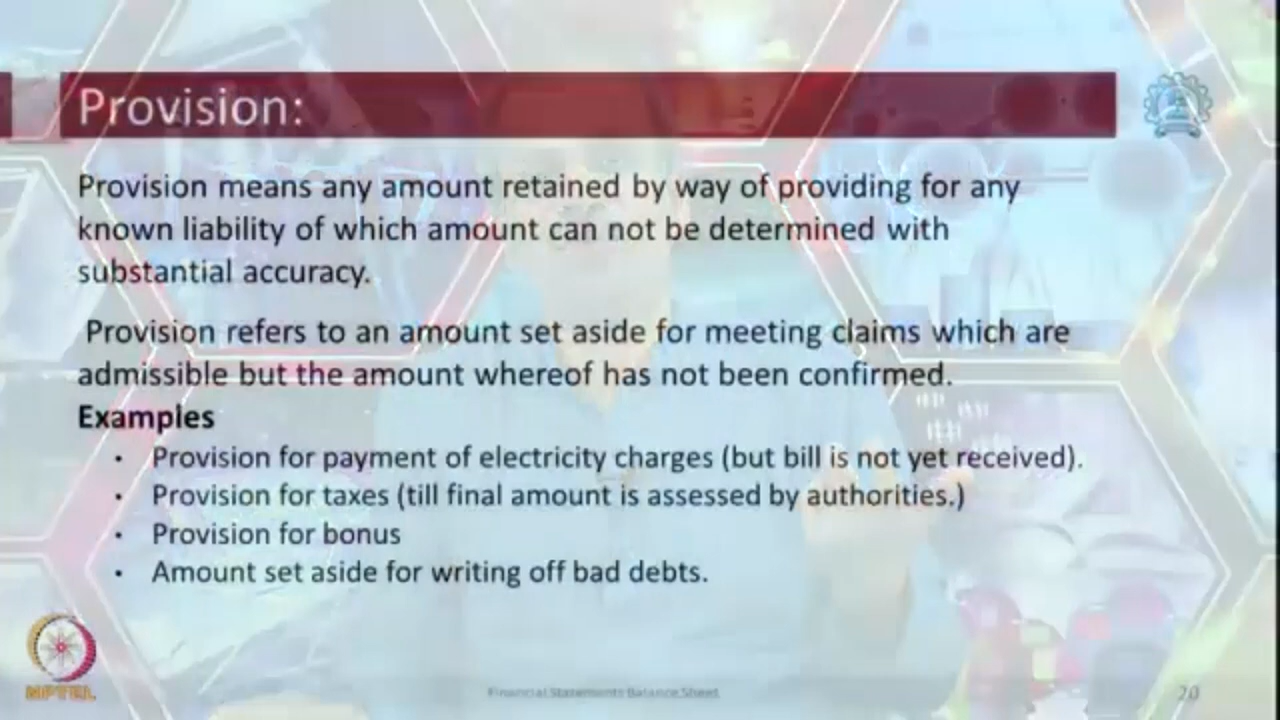 Provision:
Provision means any amount retained by way of providing for any
known liability of which amount can not be determined with
substantial accuracy.
Provision refers to an amount set aside for meeting claims which are
admissible but the amount whereof has not been confirmed.
Examples
· Provision for payment of electricity charges (but bill is not yet received).
· Provision for taxes (till final amount is assessed by authorities.)
· Provision for bonus
· Amount set aside for writing off bad debts.
NPTEL
Financial Statements Balance Sheet
20